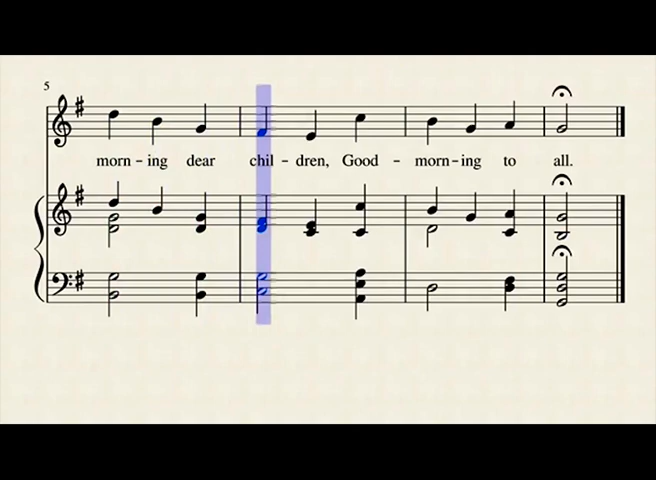 5
morn - ing dear chil - dren, Good - morn - ing to all.